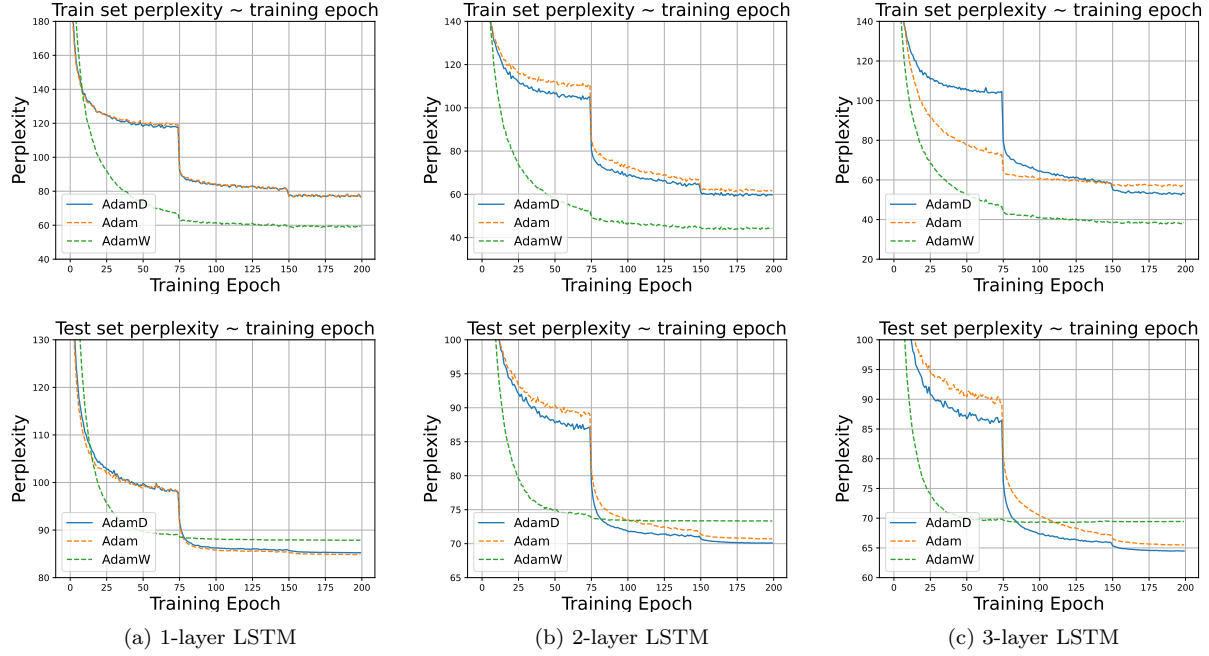 Train set perplexity ~ training epoch
Perplexity
180
160
140
120
100
80
60
40
AdamD
Adam
AdamW
0 25 50 75 100 125 150 175 200
Training Epoch
Train set perplexity ~ training epoch
Perplexity
140
120
100
80
60
40
AdamD
Adam
AdamW
0 25 50 75 100 125 150 175 200
Training Epoch
Train set perplexity ~ training epoch
Perplexity
140
120
100
80
60
40
20
AdamD
Adam
AdamW
0 25 50 75 100 125 150 175 200
Training Epoch
Test set perplexity ~ training epoch
Perplexity
130
120
110
100
90
80
AdamD
Adam
AdamW
0 25 50 75 100 125 150 175 200
Training Epoch
(a) 1-layer LSTM
Test set perplexity ~ training epoch
Perplexity
100
95
90
85
80
75
70
65
AdamD
Adam
AdamW
0 25 50 75 100 125 150 175 200
Training Epoch
(b) 2-layer LSTM
Test set perplexity ~ training epoch
Perplexity
100
95
90
85
80
75
70
65
60
AdamD
Adam
AdamW
0 25 50 75 100 125 150 175 200
Training Epoch
(c) 3-layer LSTM